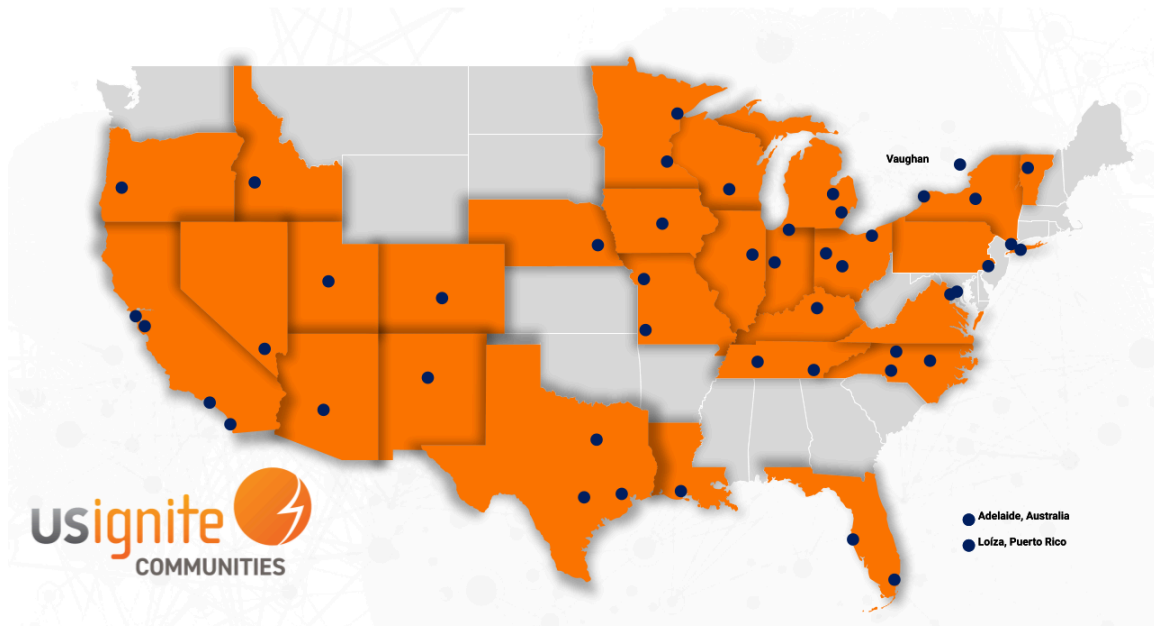 Vaughan
Adelaide, Australia
Loíza, Puerto Rico
usignite
COMMUNITIES